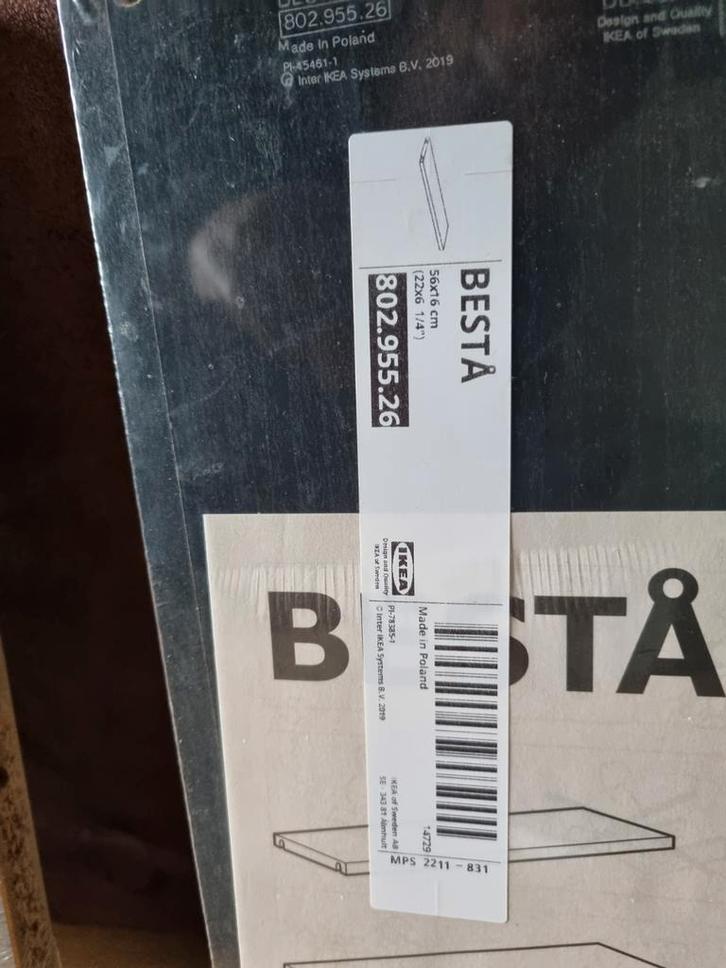 802.955.26
Made in Poland
PI-45461-1
© Inter IKEA Systems B.V. 2019
Design and Quality
IKEA of Sweden
BESTÅ
56x16 cm
(22x6 1/4")
802.955.26
IKEA
Design and Quality
IKEA of Sweden
Made in Poland
PI-78385-1
© Inter IKEA Systems B.V. 2019
14729
IKEA of Sweden AB
SE - 343 81 Älmhult
MPS 2211 - 831
B STÅ